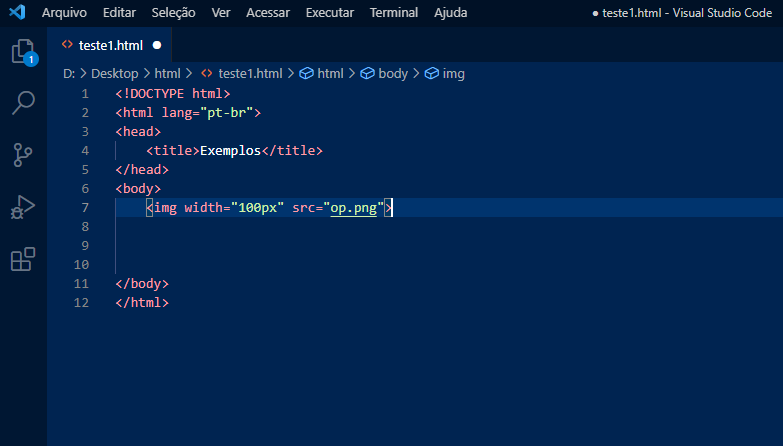 Arquivo Editar Seleção Ver Acessar Executar Terminal Ajuda ● teste1.html - Visual Studio Code
<> teste1.html ●
D: > Desktop > html > <> teste1.html > html > body > img
1 <!DOCTYPE html>
2 <html lang="pt-br">
3 <head>
4     <title>Exemplos</title>
5 </head>
6 <body>
7     <img width="100px" src="op.png">
8
9
10
11 </body>
12 </html>
1